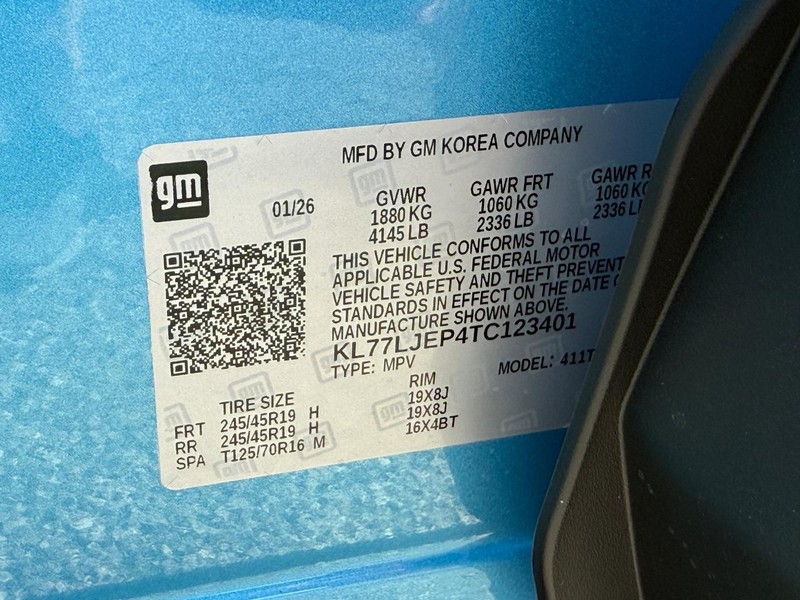 MFD BY GM KOREA COMPANY
gm
01/26
GVWR GAWR FRT GAWR
1880 KG 1060 KG 1060
4145 LB 2336 LB 2336
THIS VEHICLE CONFORMS TO ALL
APPLICABLE U.S. FEDERAL MOTOR
VEHICLE SAFETY AND THEFT PREVENT
STANDARDS IN EFFECT ON THE DATE
MANUFACTURE SHOWN ABOVE.
KL77LJEP4TC123401
TYPE: MPV MODEL: 411T
TIRE SIZE RIM
FRT 245/45R19 H 19X8J
RR 245/45R19 H 19X8J
SPA T125/70R16 M 16X4BT